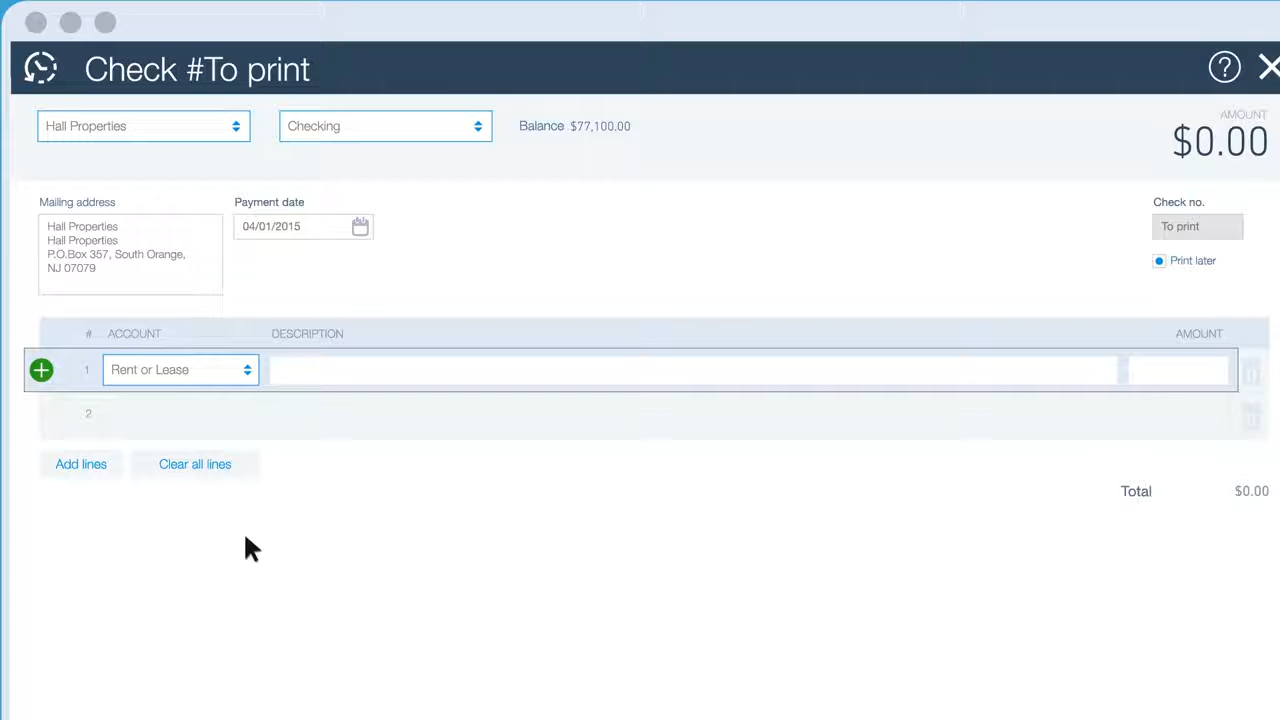 Check #To print
?
Hall Properties
Checking
Balance $77,100.00
AMOUNT
$0.00
Mailing address
Payment date
Check no.
Hall Properties
Hall Properties
P.O.Box 357, South Orange,
NJ 07079
04/01/2015
To print
Print later
# ACCOUNT DESCRIPTION AMOUNT
1 Rent or Lease
2
Add lines
Clear all lines
Total $0.00